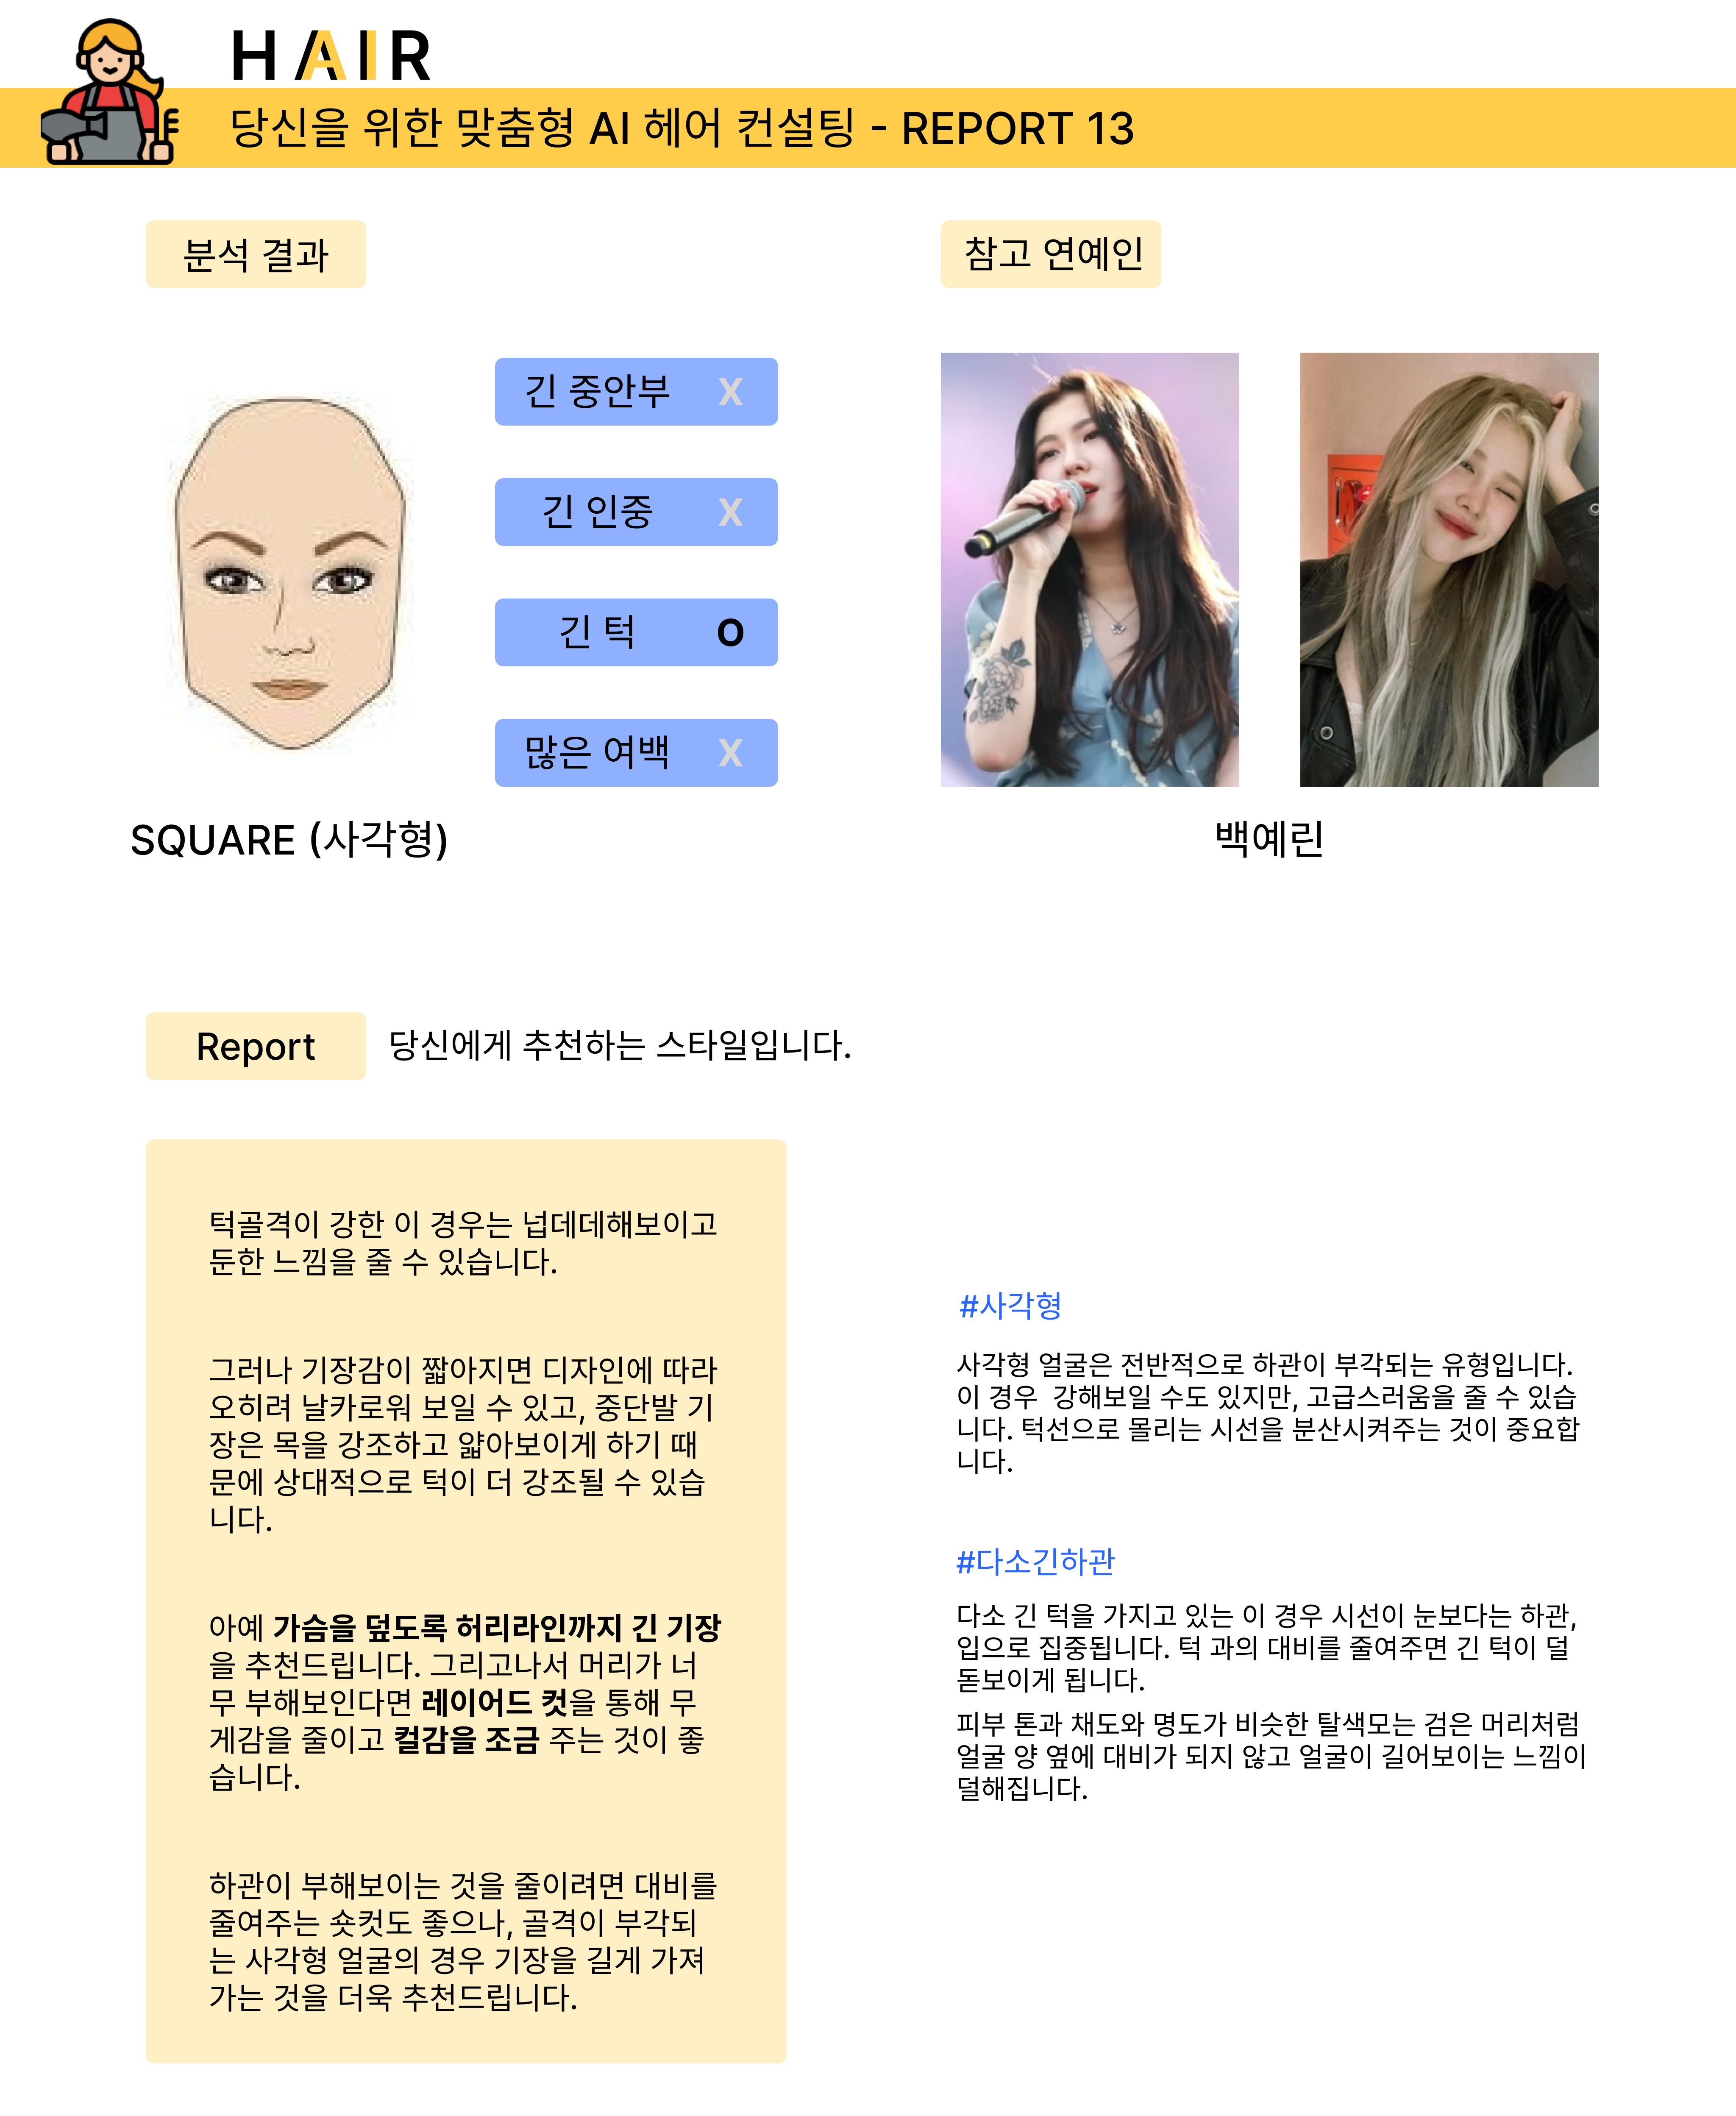 HAIR
당신을 위한 맞춤형 AI 헤어 컨설팅 - REPORT 13
분석 결과
긴 중안부 X
긴 인중 X
긴 턱 O
많은 여백 X
SQUARE (사각형)
참고 연예인
백예린
Report 당신에게 추천하는 스타일입니다.
턱골격이 강한 이 경우는 넙데데해보이고
둔한 느낌을 줄 수 있습니다.
그러나 기장감이 짧아지면 디자인에 따라
오히려 날카로워 보일 수 있고, 중단발 기
장은 목을 강조하고 얇아보이게 하기 때
문에 상대적으로 턱이 더 강조될 수 있습
니다.
아예 가슴을 덮도록 허리라인까지 긴 기장
을 추천드립니다. 그리고나서 머리가 너
무 부해보인다면 레이어드 컷을 통해 무
게감을 줄이고 컬감을 조금 주는 것이 좋
습니다.
하관이 부해보이는 것을 줄이려면 대비를
줄여주는 숏컷도 좋으나, 골격이 부각되
는 사각형 얼굴의 경우 기장을 길게 가져
가는 것을 더욱 추천드립니다.
#사각형
사각형 얼굴은 전반적으로 하관이 부각되는 유형입니다.
이 경우  강해보일 수도 있지만, 고급스러움을 줄 수 있습
니다. 턱선으로 몰리는 시선을 분산시켜주는 것이 중요합
니다.
#다소긴하관
다소 긴 턱을 가지고 있는 이 경우 시선이 눈보다는 하관,
입으로 집중됩니다. 턱 과의 대비를 줄여주면 긴 턱이 덜
돋보이게 됩니다.
피부 톤과 채도와 명도가 비슷한 탈색모는 검은 머리처럼
얼굴 양 옆에 대비가 되지 않고 얼굴이 길어보이는 느낌이
덜해집니다.